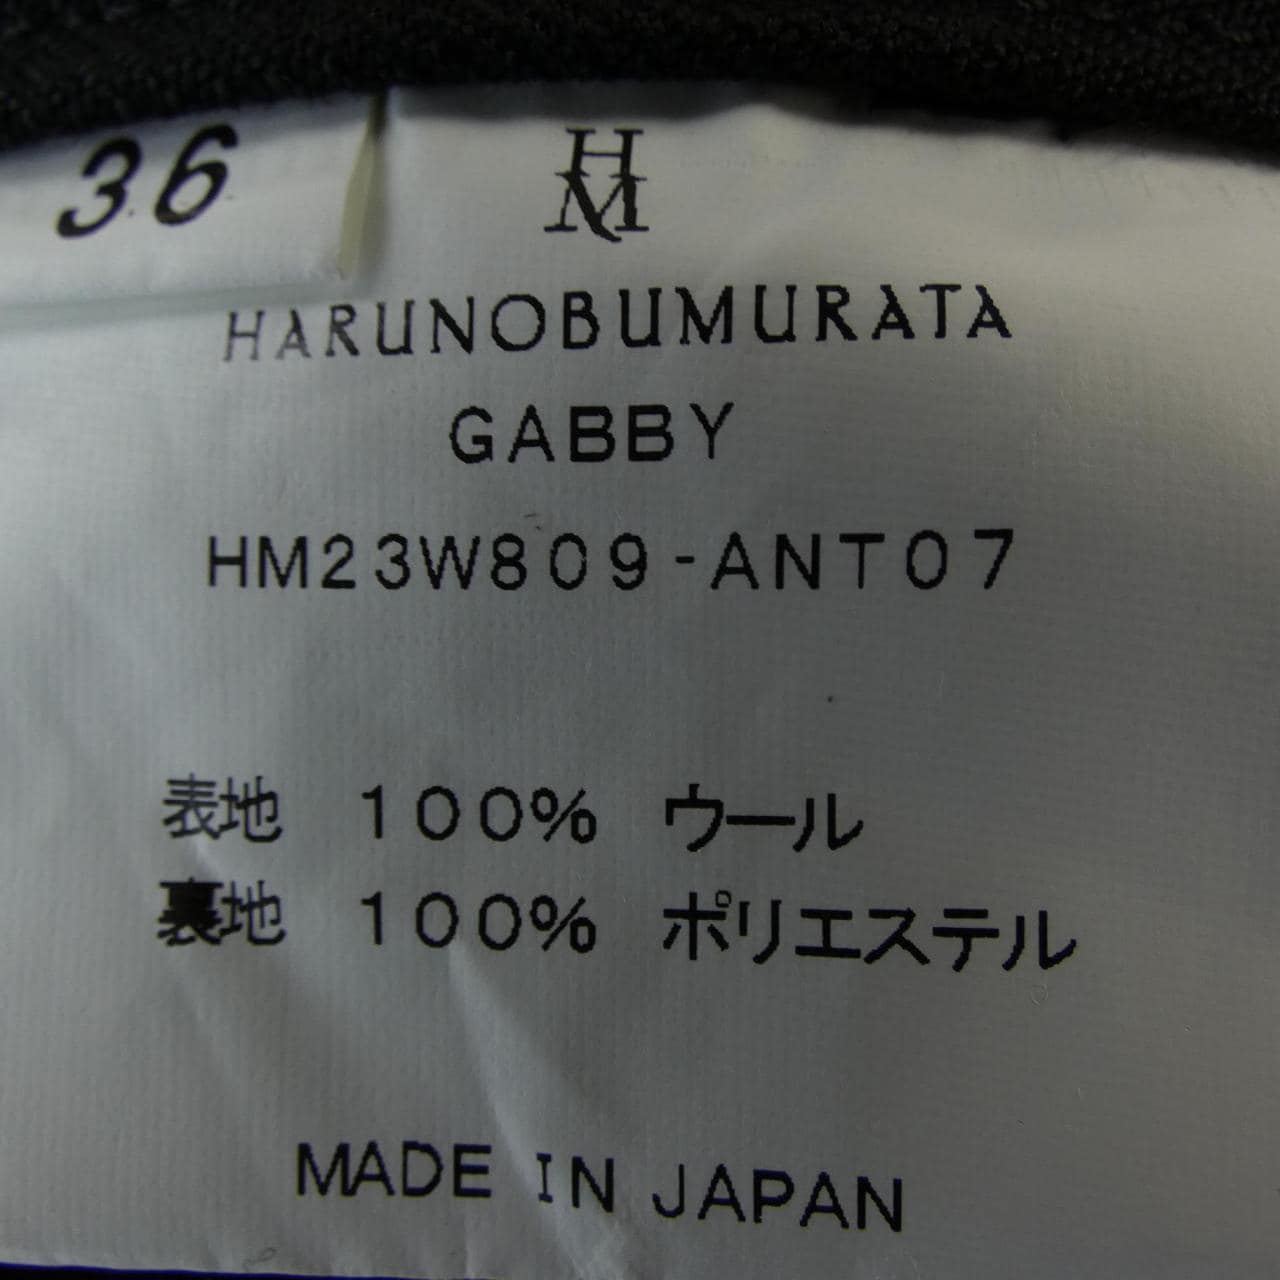 36
HM
HARUNOBUMURATA
GABBY
HM23W809-ANT07
表地 100% ウール
裏地 100% ポリエステル
MADE IN JAPAN